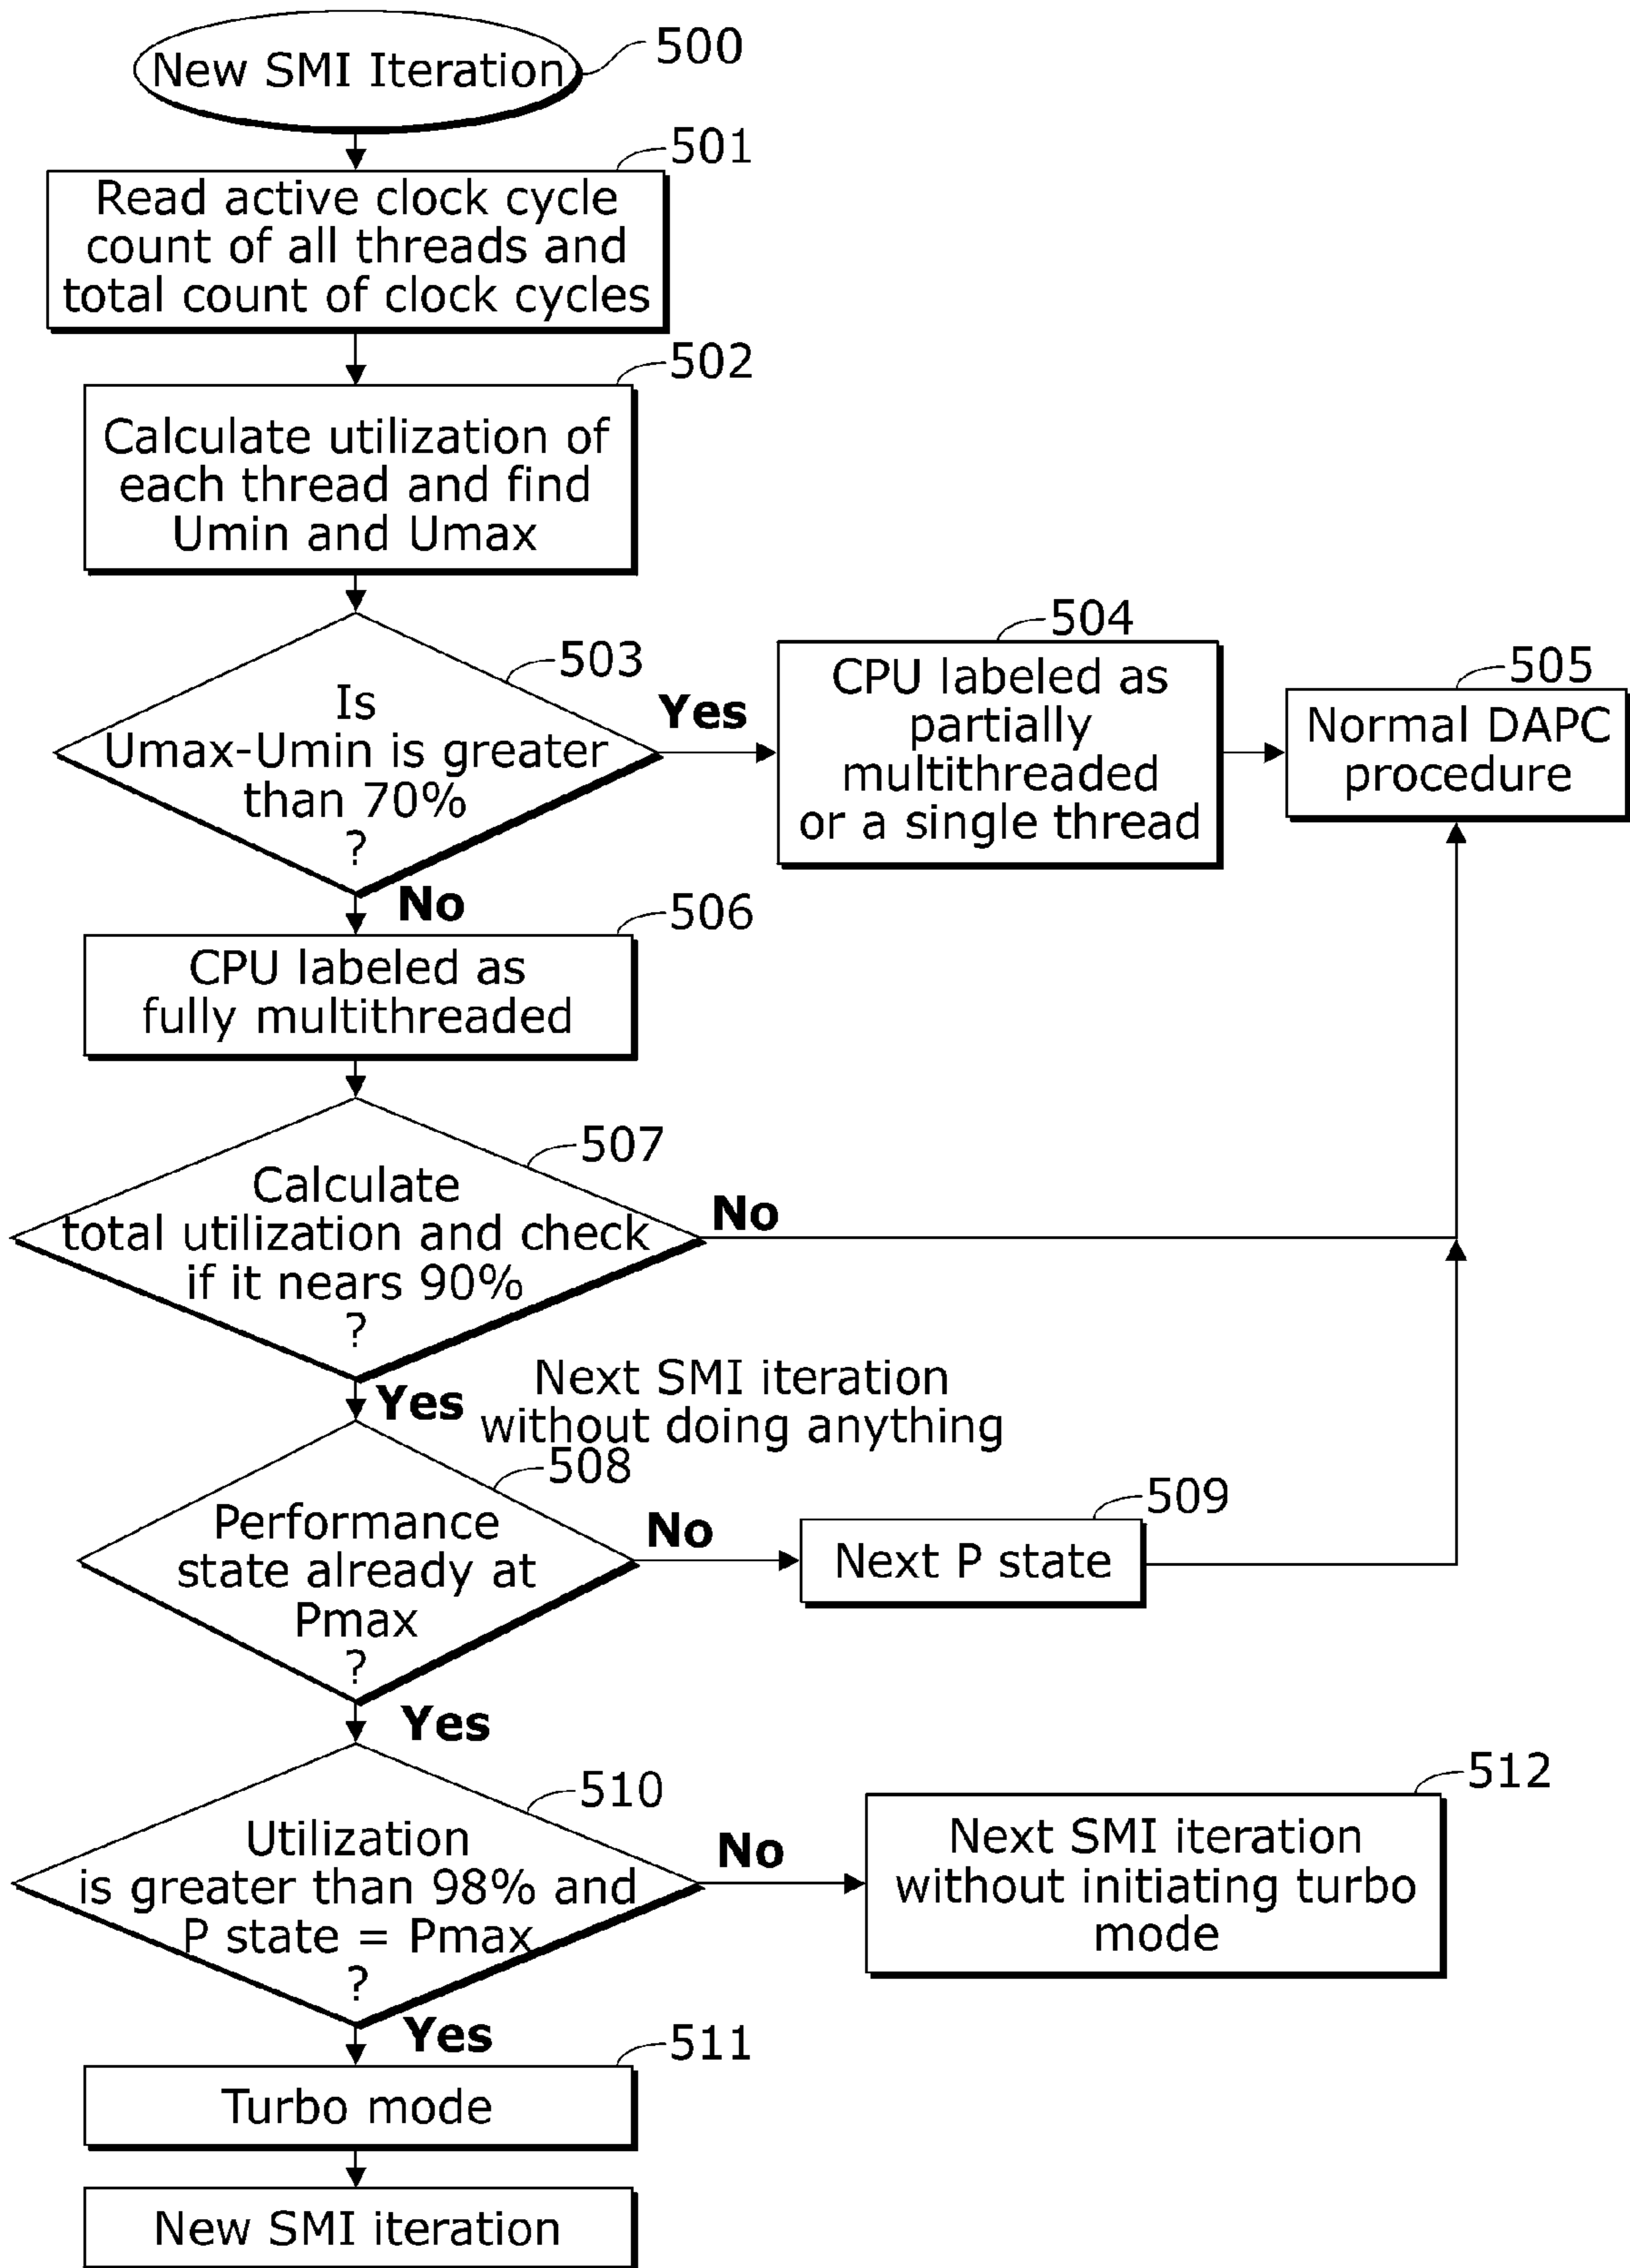 New SMI Iteration
500
501
Read active clock cycle
count of all threads and
total count of clock cycles
502
Calculate utilization of
each thread and find
Umin and Umax
503
Is
Umax-Umin is greater
than 70%
?
Yes
504
CPU labeled as
partially
multithreaded
or a single thread
505
Normal DAPC
procedure
No
506
CPU labeled as
fully multithreaded
507
Calculate
total utilization and check
if it nears 90%
?
No
Yes
Next SMI iteration
without doing anything
508
Performance
state already at
Pmax
?
No
509
Next P state
Yes
510
Utilization
is greater than 98% and
P state = Pmax
?
No
512
Next SMI iteration
without initiating turbo
mode
Yes
511
Turbo mode
New SMI iteration